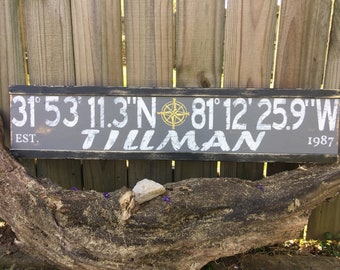 31° 53' 11.3"N 81° 12' 25.9"W
EST. TILLMAN 1987